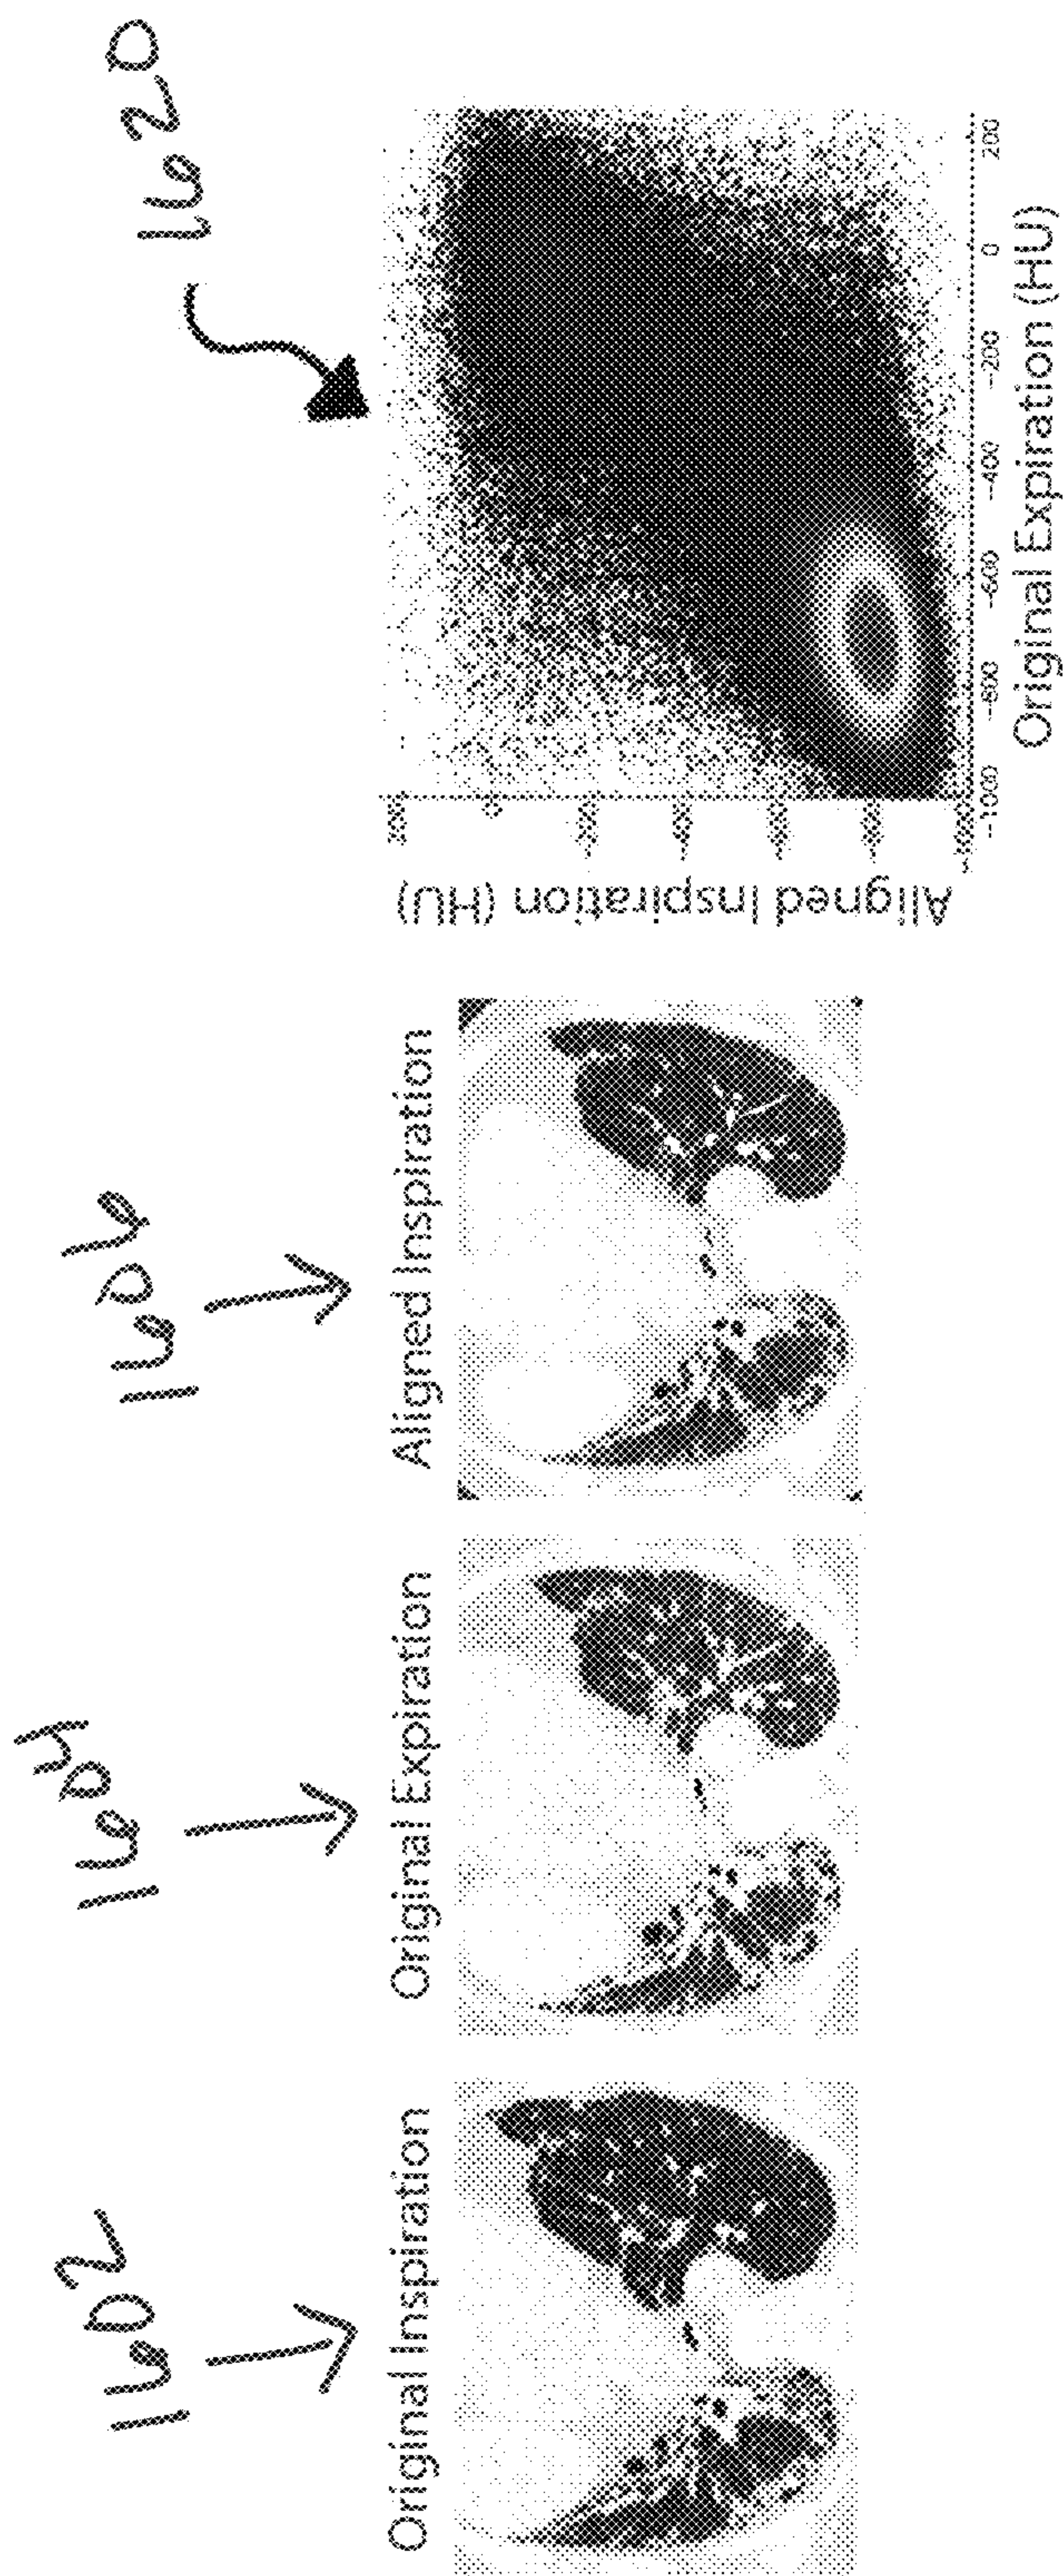 1602
Original Inspiration
1604
Original Expiration
1606
Aligned Inspiration
1620
Aligned Inspiration (HU)
-1000 -800 -600 -400 -200 0 200
Original Expiration (HU)